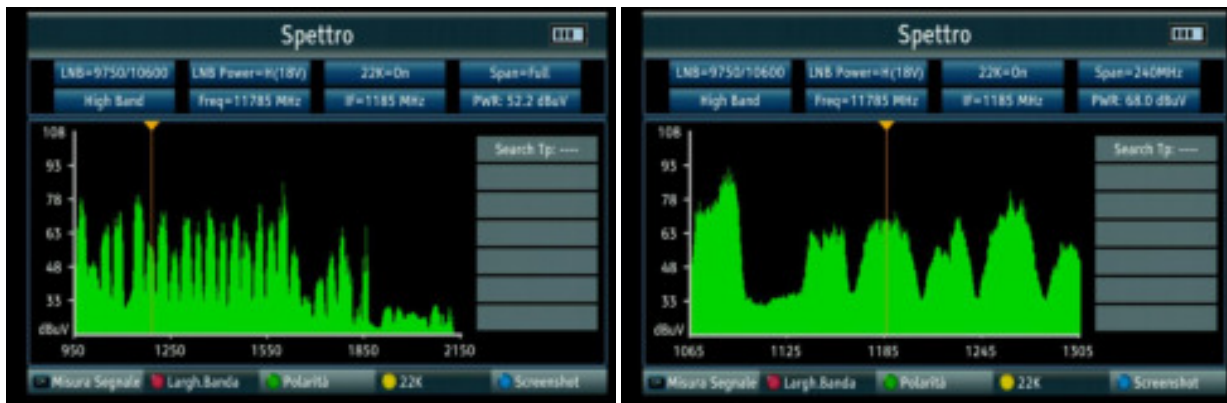 Spettro
LNB=9750/10600 LNB Power=H(18V) 22K=On Span=Full
High Band Freq=11785 MHz IF=1185 MHz PWR: 52.2 dBuV
108
93
78
63
48
33
dBuV
Search Tp: ----
950 1250 1550 1850 2150
Misura Segnale Largh.Banda Polarità 22K Screenshot
Spettro
LNB=9750/10600 LNB Power=H(18V) 22K=On Span=240MHz
High Band Freq=11785 MHz IF=1185 MHz PWR: 68.0 dBuV
108
93
78
63
48
33
dBuV
Search Tp: ----
1065 1125 1185 1245 1305
Misura Segnale Largh.Banda Polarità 22K Screenshot